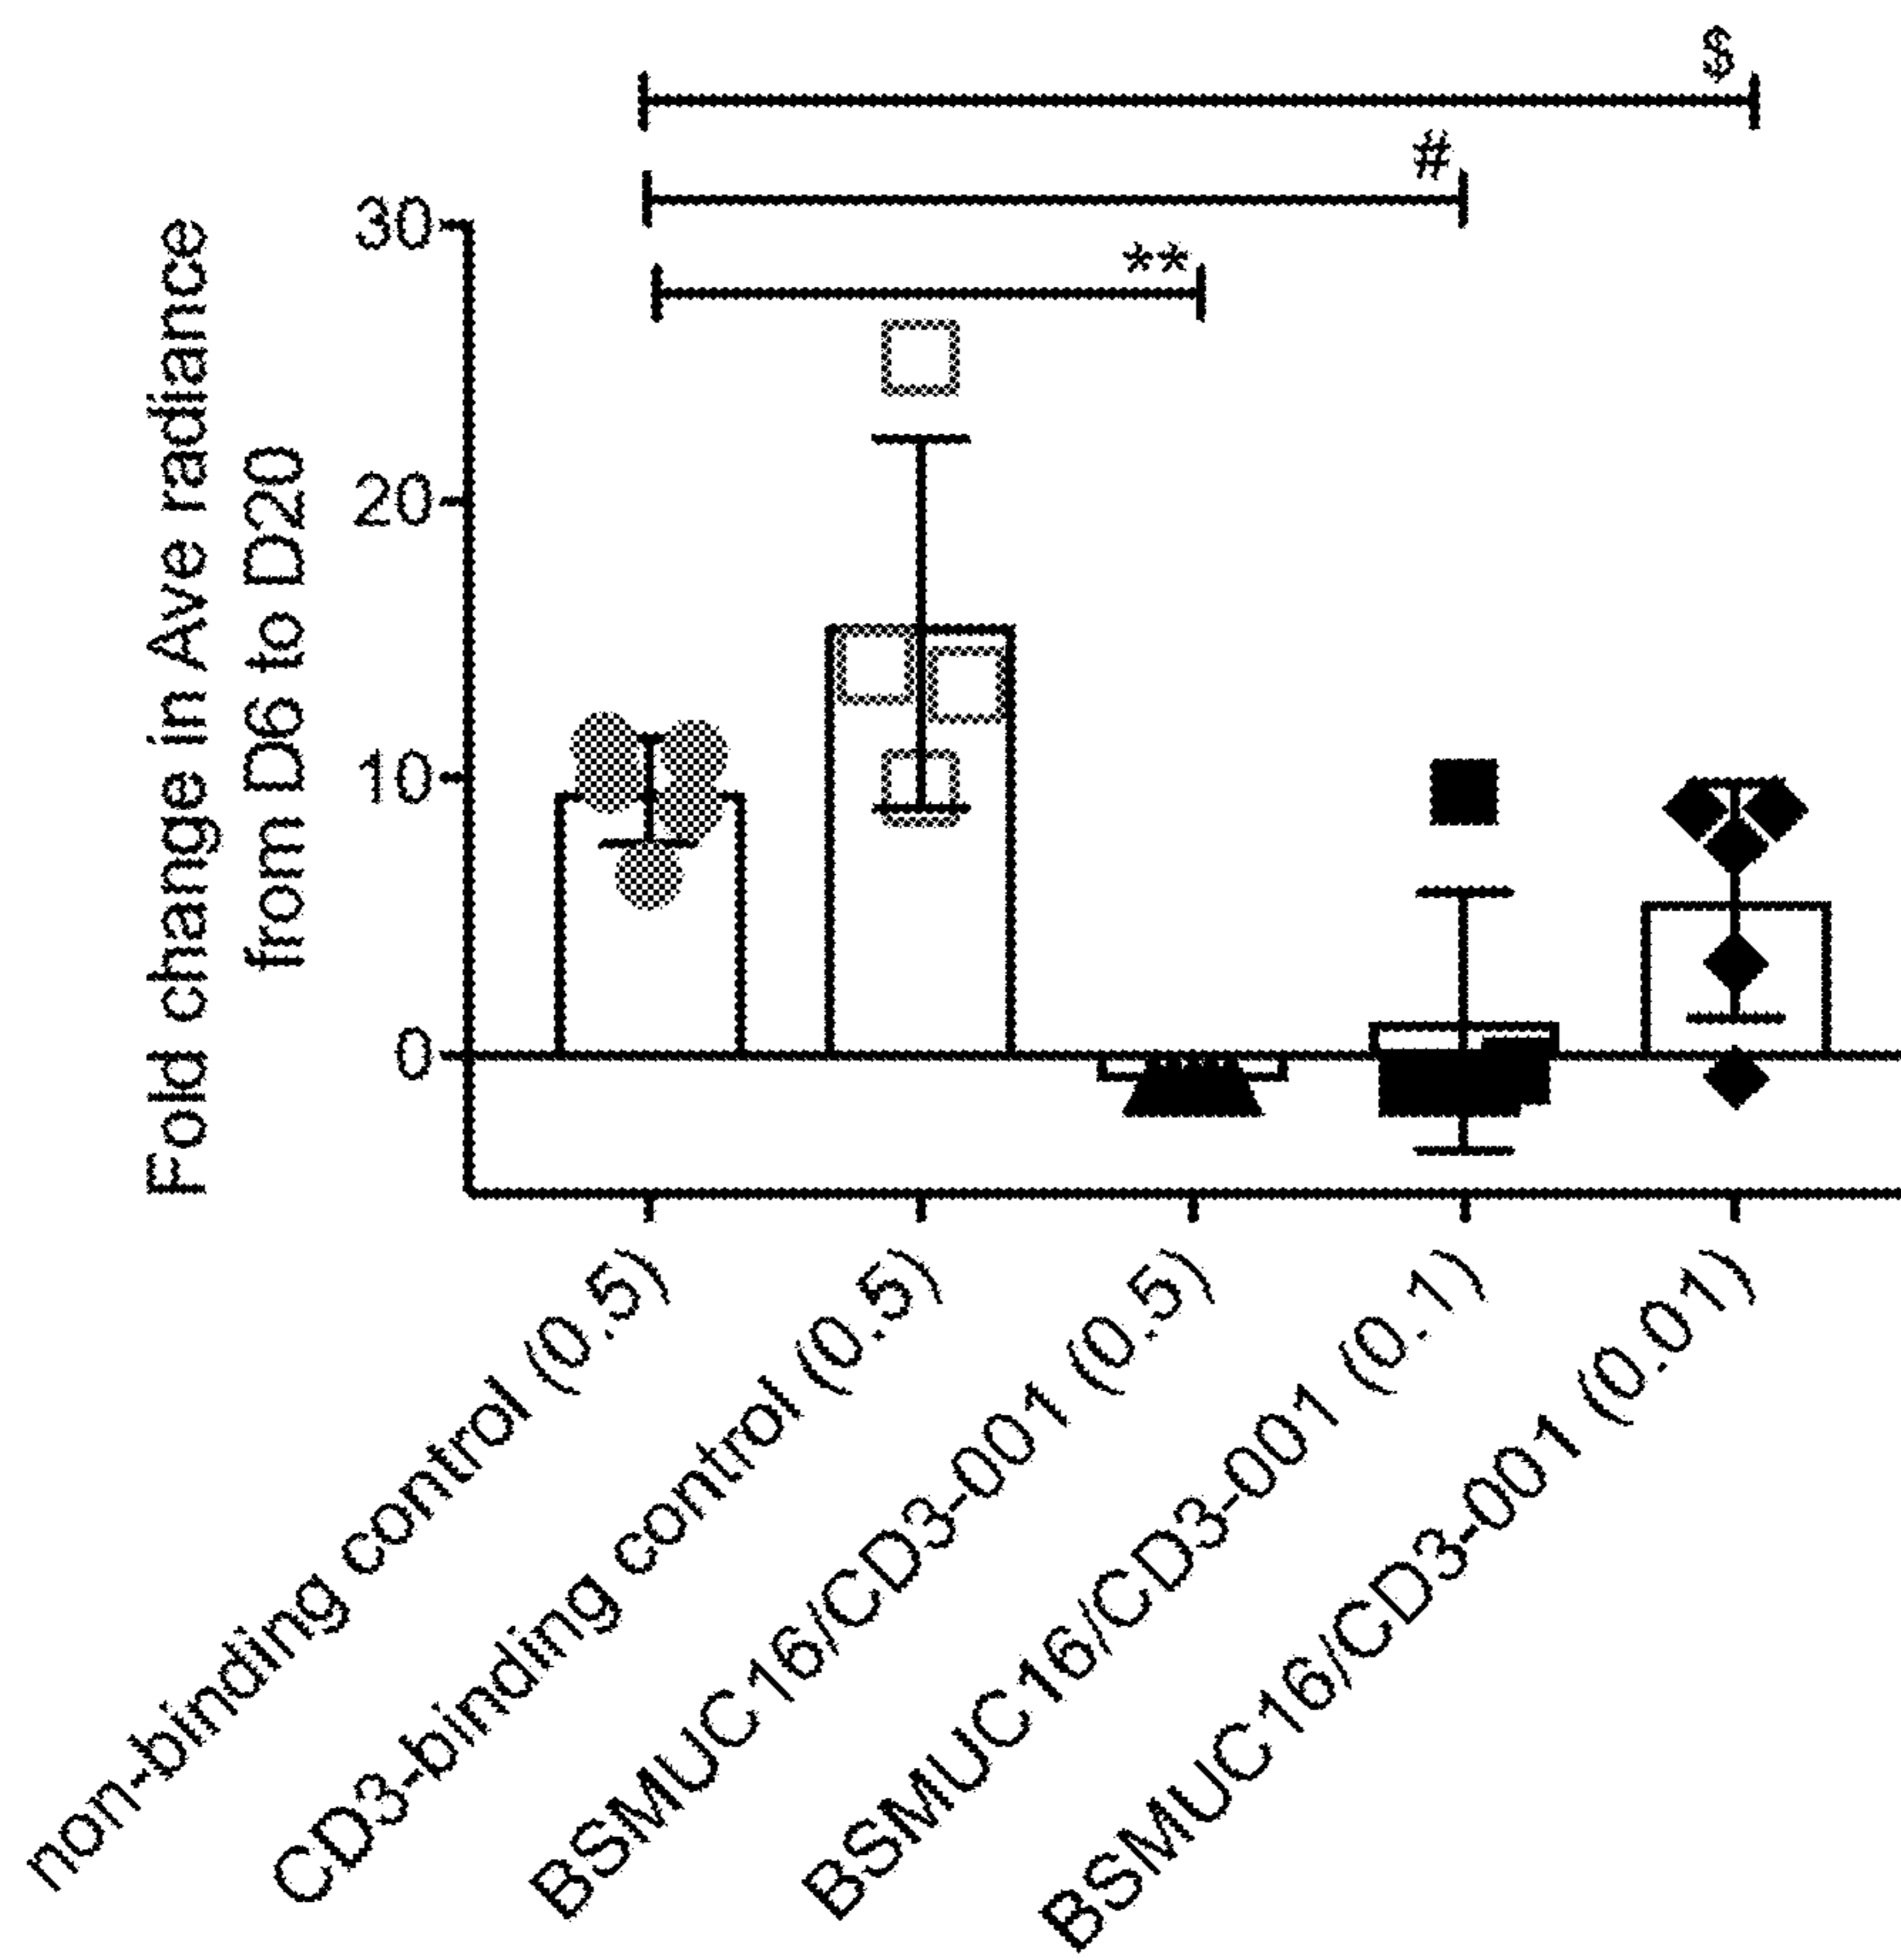 $
#
**
Fold change in Ave radiance
from D6 to D20
30
20
10
0
non-binding control (0.5)
CD3-binding control (0.5)
BSMUC16/CD3-001 (0.5)
BSMUC16/CD3-001 (0.1)
BSMUC16/CD3-001 (0.01)